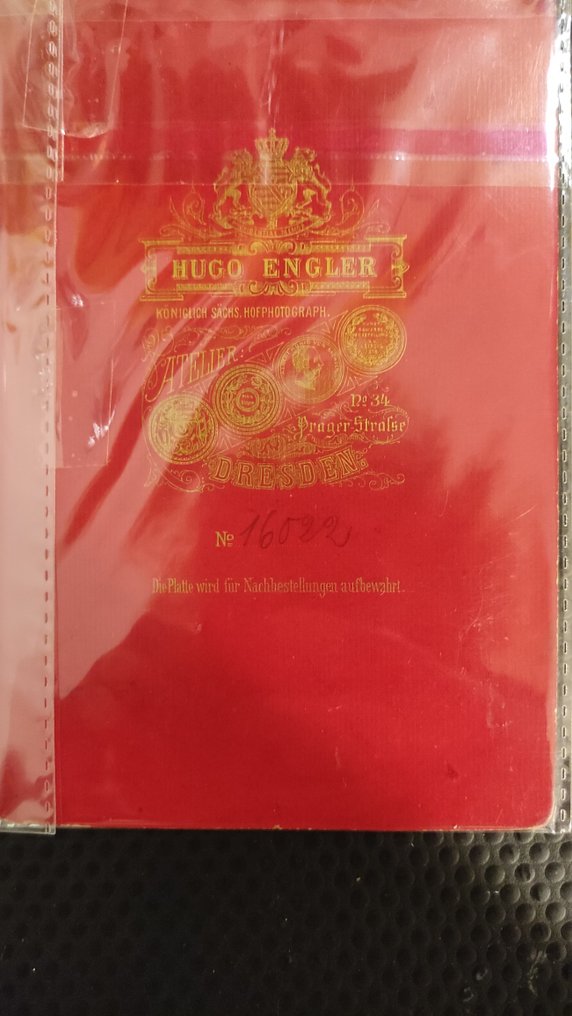 HUGO ENGLER
KÖNIGLICH SÄCHS. HOFPHOTOGRAPH.
ATELIER:
No 34
Prager Straße
DRESDEN.
No 16022
Die Platte wird für Nachbestellungen aufbewahrt.